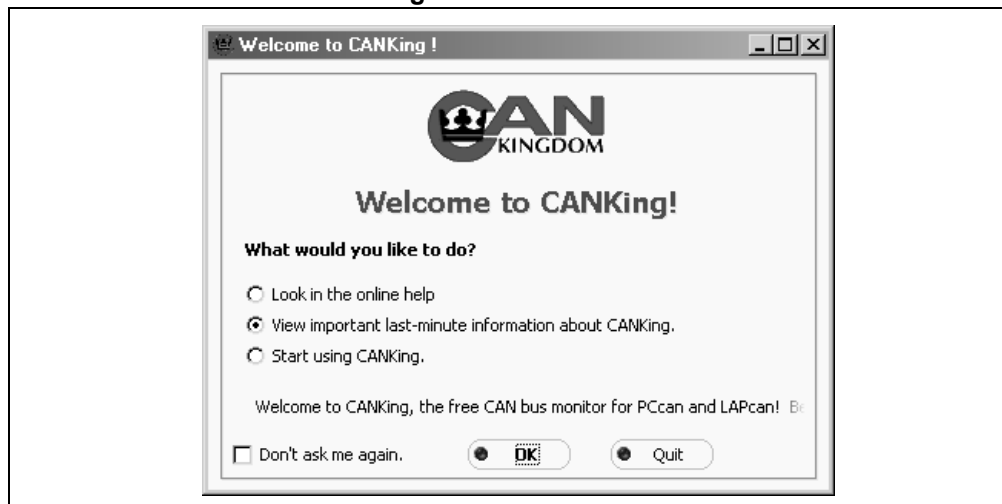 Welcome to CANKing !
CAN
KINGDOM
Welcome to CANKing!
What would you like to do?
Look in the online help
View important last-minute information about CANKing.
Start using CANKing.
Welcome to CANKing, the free CAN bus monitor for PCcan and LAPcan!
Don't ask me again.
OK
Quit